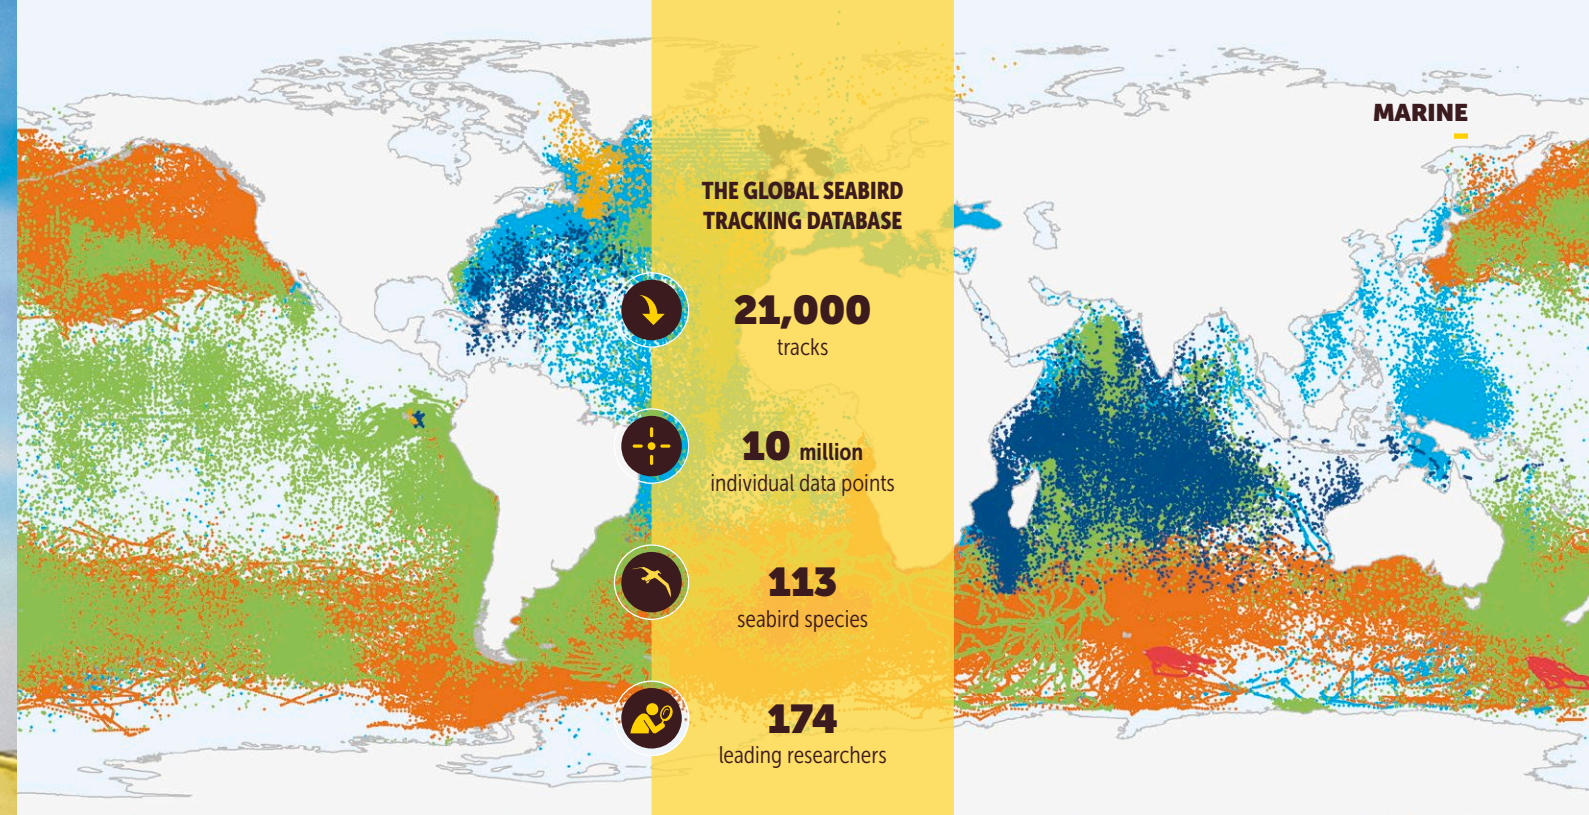 MARINE
THE GLOBAL SEABIRD
TRACKING DATABASE
21,000
tracks
10 million
individual data points
113
seabird species
174
leading researchers